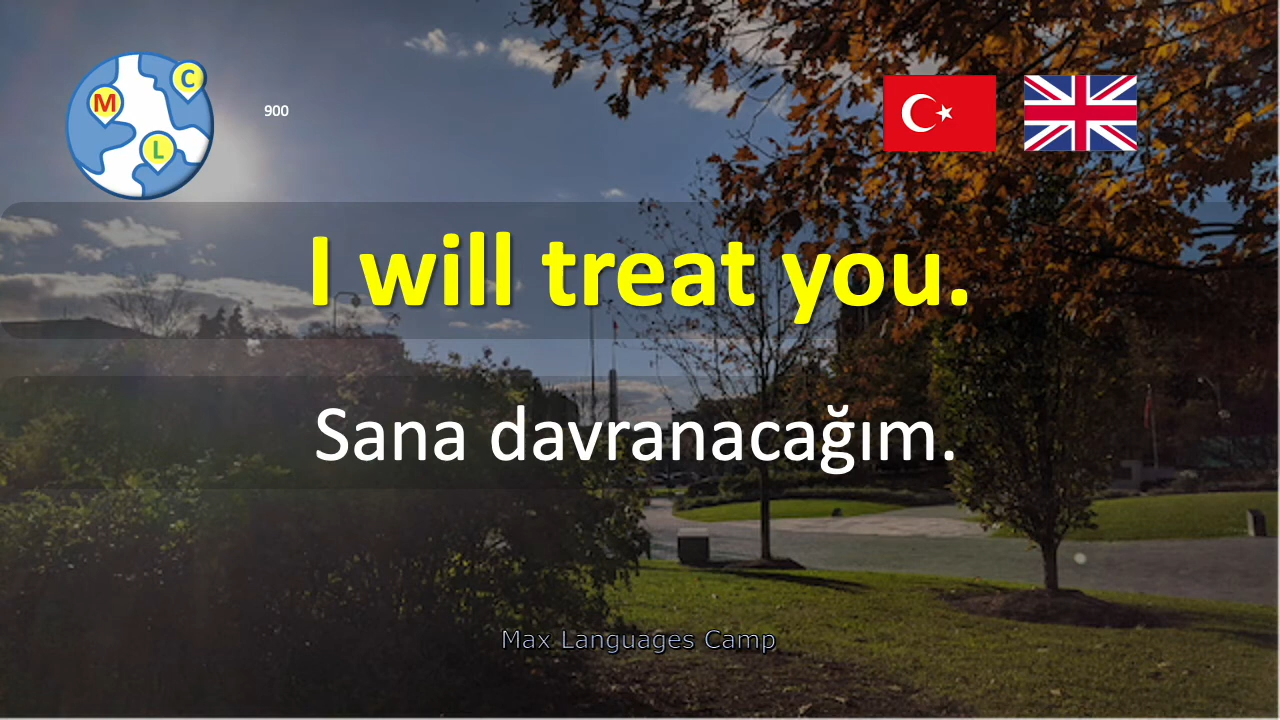 M
C
L
900
I will treat you.
Sana davranacağım.
Max Languages Camp